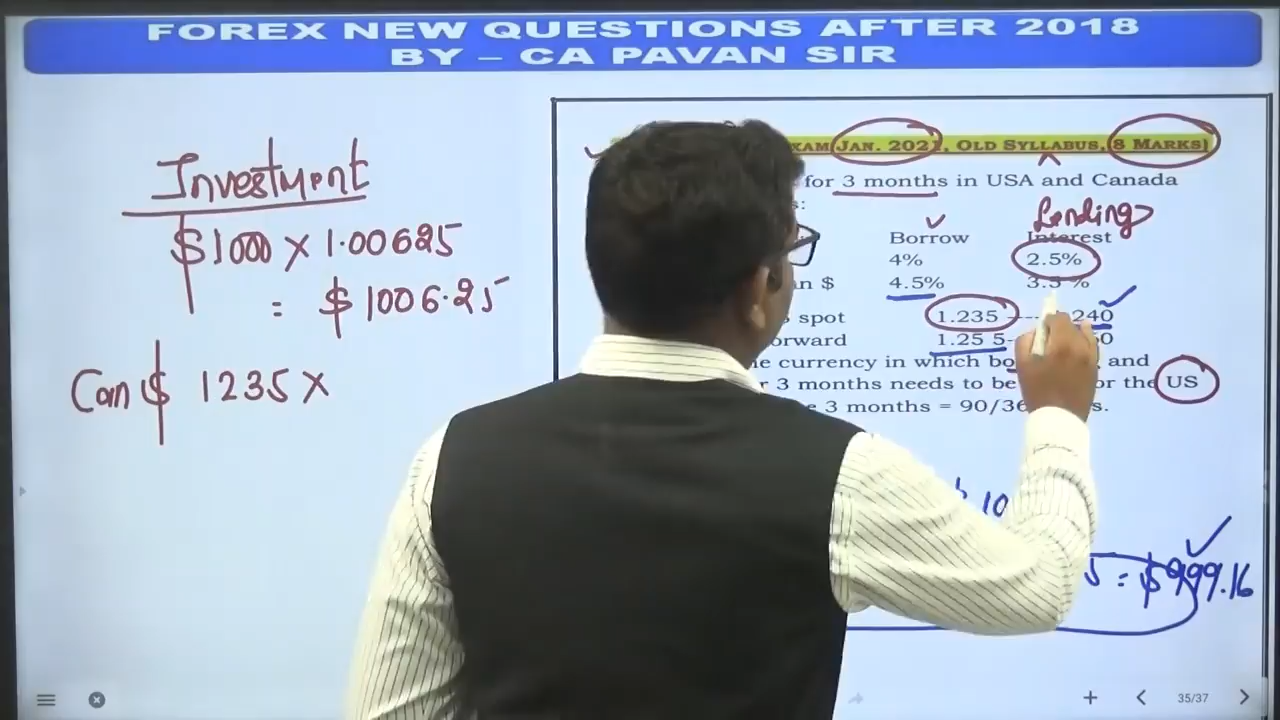 FOREX NEW QUESTIONS AFTER 2018
BY – CA PAVAN SIR
Investment
$1000 × 1.00625
= $1006.25
Can $ 1235 ×
JAN. 2021, OLD SYLLABUS, 8 MARKS]
for 3 months in USA and Canada
Lending
Borrow Interest
4% 2.5%
4.5% 3.5 %
spot 1.235
1.25 5
currency in which and
3 months needs to be the US
3 months = 90/36
10
= $999.16
35/37